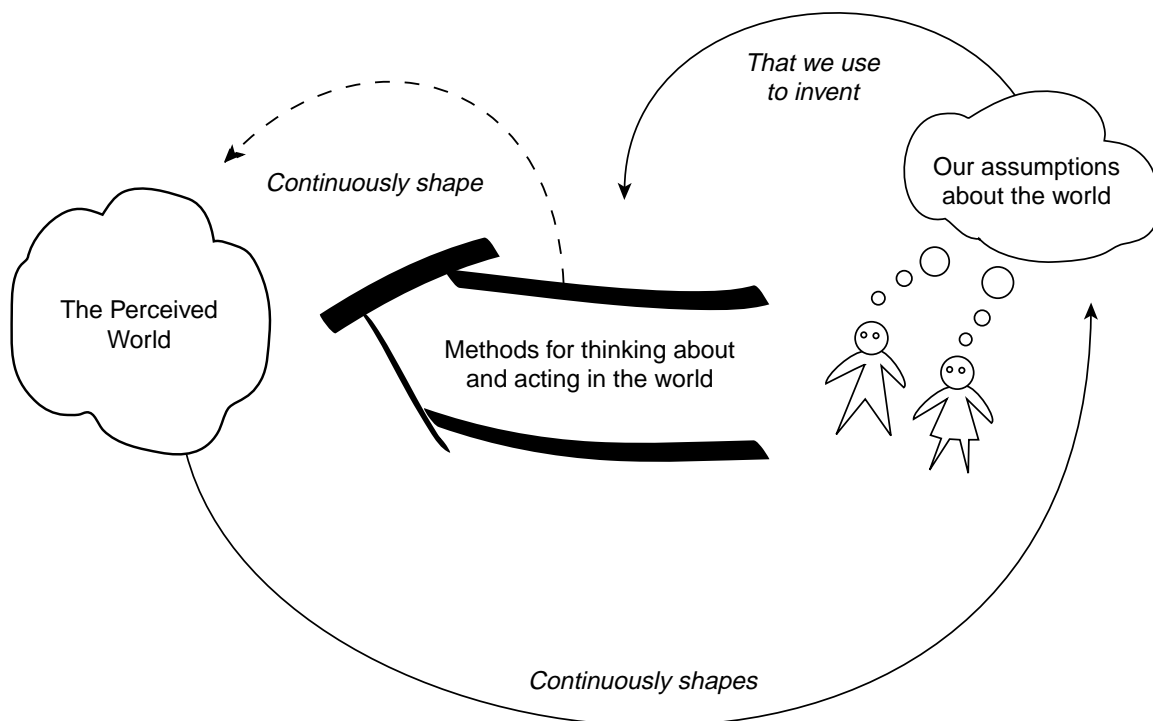 That we use
to invent
Continuously shape
Our assumptions
about the world
The Perceived
World
Methods for thinking about
and acting in the world
Continuously shapes